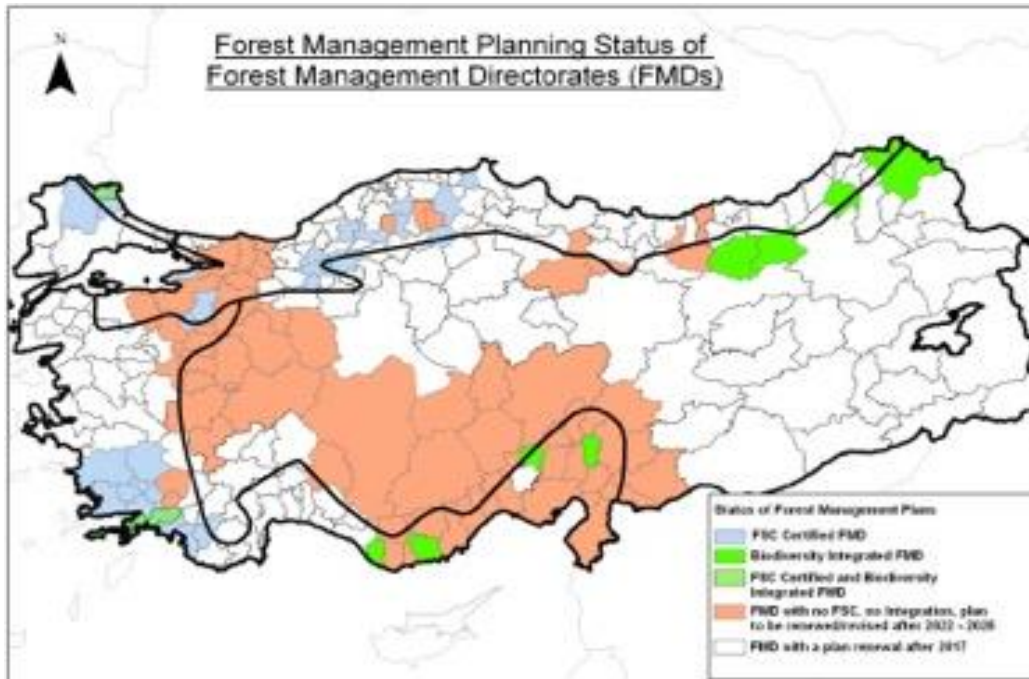 N
Forest Management Planning Status of
Forest Management Directorates (FMDs)
Status of Forest Management Plans
FSC Certified FMD
Biodiversity Integrated FMD
FSC Certified and Biodiversity
Integrated FMD
FMD with no FSC, no Integration, plan
to be renewed/revised after 2022 -
FMD with a plan renewal after 2017